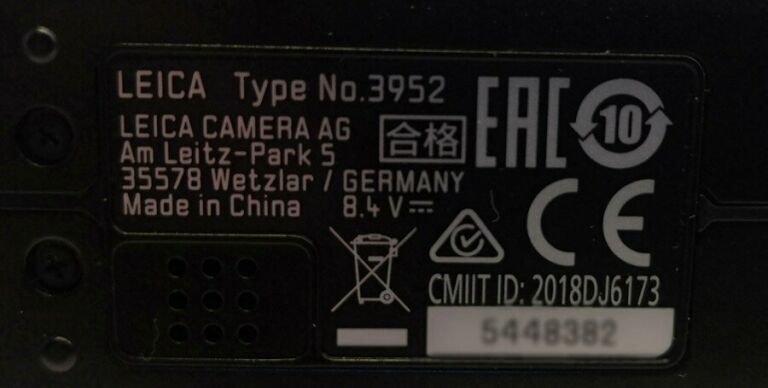 LEICA Type No.3952
LEICA CAMERA AG
Am Leitz-Park 5
35578 Wetzlar / GERMANY
Made in China 8.4 V⎓
合格
EAC
10
CE
CMIIT ID: 2018DJ6173
5448382